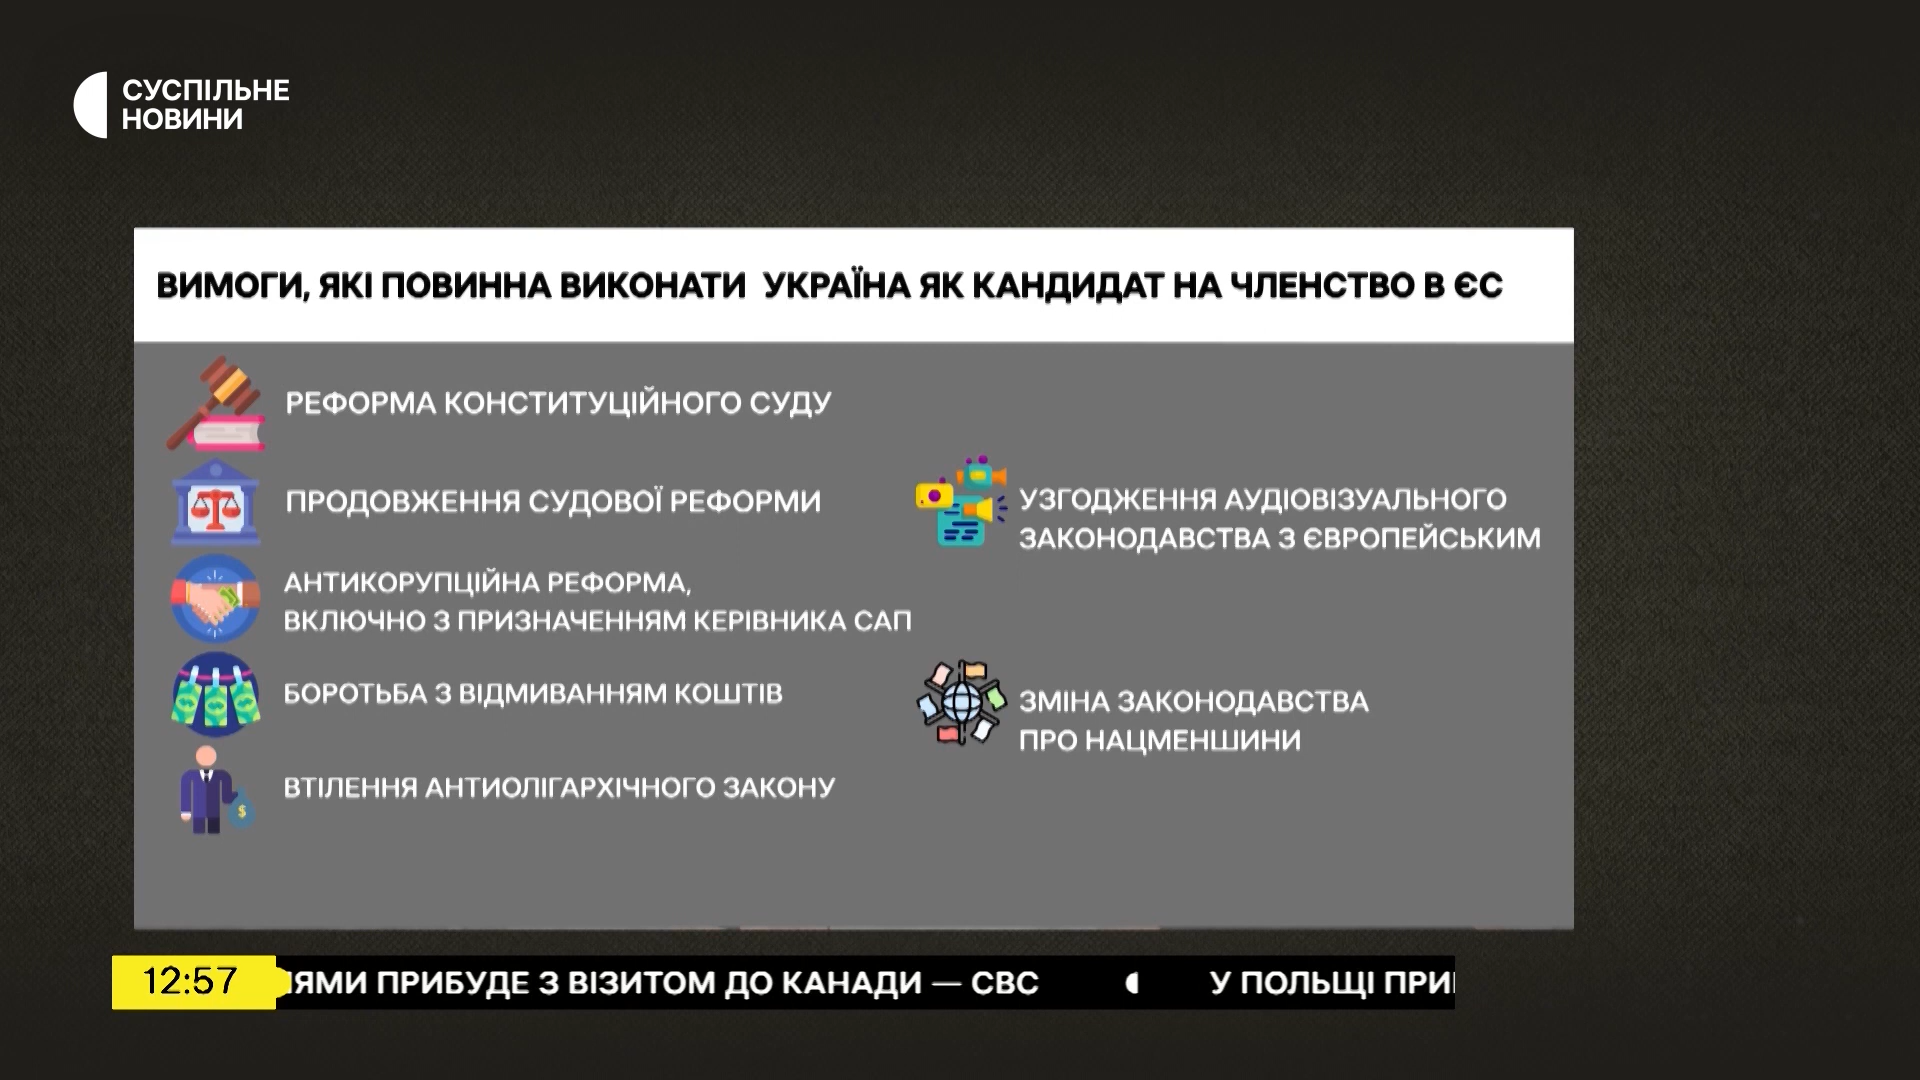 СУСПІЛЬНЕ
НОВИНИ
ВИМОГИ, ЯКІ ПОВИННА ВИКОНАТИ УКРАЇНА ЯК КАНДИДАТ НА ЧЛЕНСТВО В ЄС
РЕФОРМА КОНСТИТУЦІЙНОГО СУДУ
ПРОДОВЖЕННЯ СУДОВОЇ РЕФОРМИ
АНТИКОРУПЦІЙНА РЕФОРМА,
ВКЛЮЧНО З ПРИЗНАЧЕННЯМ КЕРІВНИКА САП
БОРОТЬБА З ВІДМИВАННЯМ КОШТІВ
ВТІЛЕННЯ АНТИОЛІГАРХІЧНОГО ЗАКОНУ
УЗГОДЖЕННЯ АУДІОВІЗУАЛЬНОГО
ЗАКОНОДАВСТВА З ЄВРОПЕЙСЬКИМ
ЗМІНА ЗАКОНОДАВСТВА
ПРО НАЦМЕНШИНИ
12:57 ПРИБУДЕ З ВІЗИТОМ ДО КАНАДИ — CBC У ПОЛЬЩІ